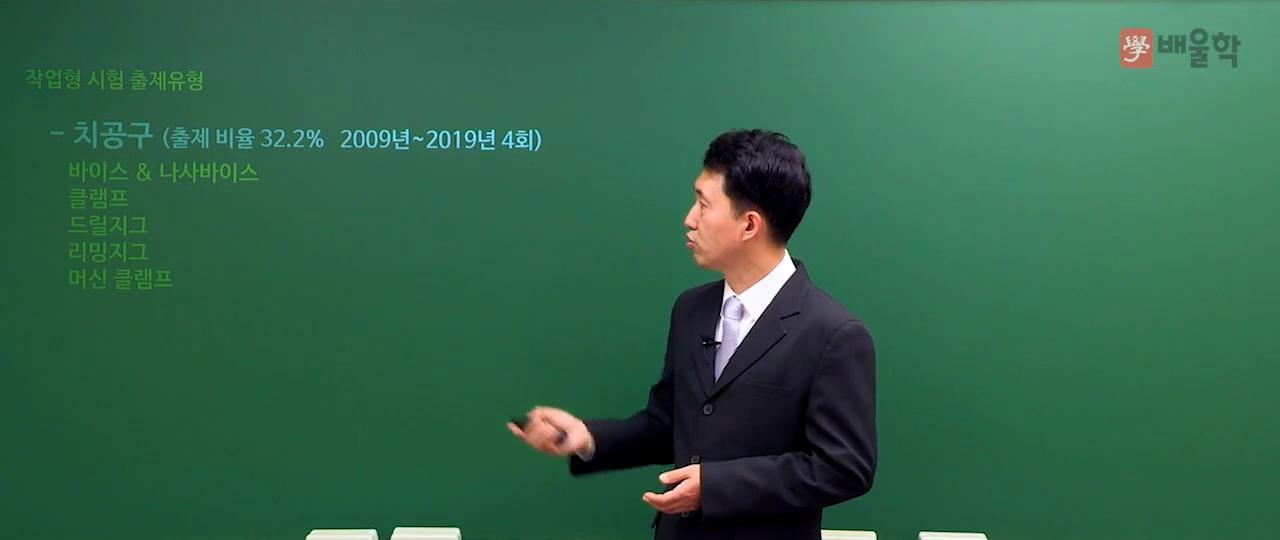 學 배울학
작업형 시험 출제유형
- 치공구 (출제 비율 32.2% 2009년~2019년 4회)
바이스 & 나사바이스
클램프
드릴지그
리밍지그
머신 클램프